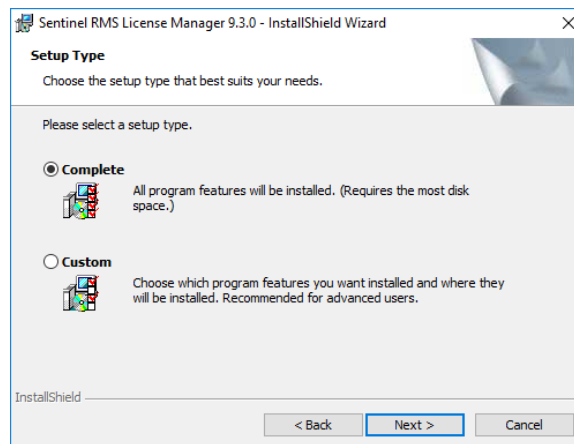 Sentinel RMS License Manager 9.3.0 - InstallShield Wizard
Setup Type
Choose the setup type that best suits your needs.
Please select a setup type.
Complete
All program features will be installed. (Requires the most disk
space.)
Custom
Choose which program features you want installed and where they
will be installed. Recommended for advanced users.
InstallShield
< Back
Next >
Cancel